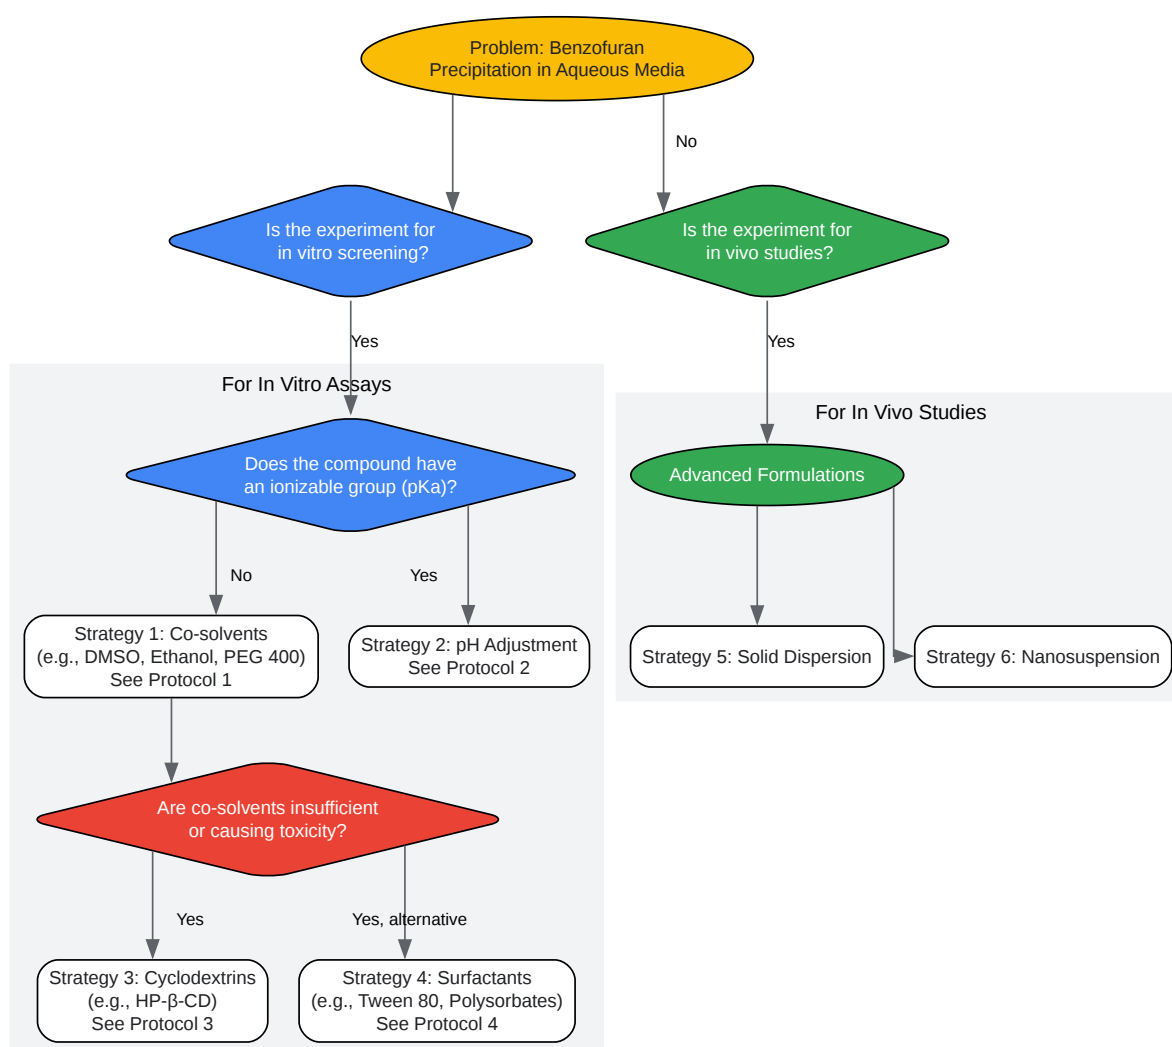 Problem: Benzofuran
Precipitation in Aqueous Media
No
Is the experiment for
in vitro screening?
Is the experiment for
in vivo studies?
Yes
Yes
For In Vitro Assays
For In Vivo Studies
Does the compound have
an ionizable group (pKa)?
Advanced Formulations
No
Yes
Strategy 1: Co-solvents
(e.g., DMSO, Ethanol, PEG 400)
See Protocol 1
Strategy 2: pH Adjustment
See Protocol 2
Strategy 5: Solid Dispersion
Strategy 6: Nanosuspension
Are co-solvents insufficient
or causing toxicity?
Yes
Yes, alternative
Strategy 3: Cyclodextrins
(e.g., HP-β-CD)
See Protocol 3
Strategy 4: Surfactants
(e.g., Tween 80, Polysorbates)
See Protocol 4